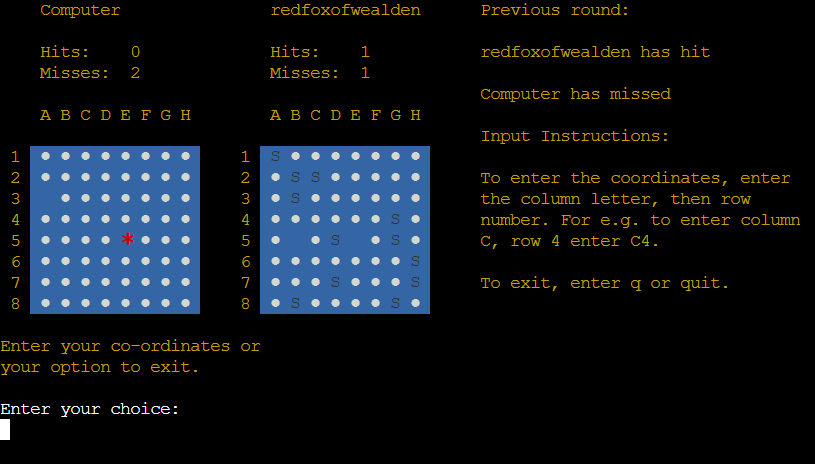 Computer redfoxofwealden Previous round:
Hits: 0 Hits: 1 redfoxofwealden has hit
Misses: 2 Misses: 1
Computer has missed
A B C D E F G H A B C D E F G H
Input Instructions:
1 ● ● ● ● ● ● ● ● 1 S ● ● ● ● ● ● ●
2 ● ● ● ● ● ● ● ● 2 ● S S ● ● ● ● ● To enter the coordinates, enter
3 ● ● ● ● ● ● ● 3 ● S ● ● ● ● ● ● the column letter, then row
4 ● ● ● ● ● ● ● ● 4 ● ● ● ● ● ● S ● number. For e.g. to enter column
5 ● ● ● ● * ● ● ● 5 ● ● S ● S ● C, row 4 enter C4.
6 ● ● ● ● ● ● ● ● 6 ● ● ● ● ● ● ● S
7 ● ● ● ● ● ● ● ● 7 ● ● ● S ● ● ● S To exit, enter q or quit.
8 ● ● ● ● ● ● ● ● 8 ● S ● ● ● ● S ●
Enter your co-ordinates or
your option to exit.
Enter your choice: